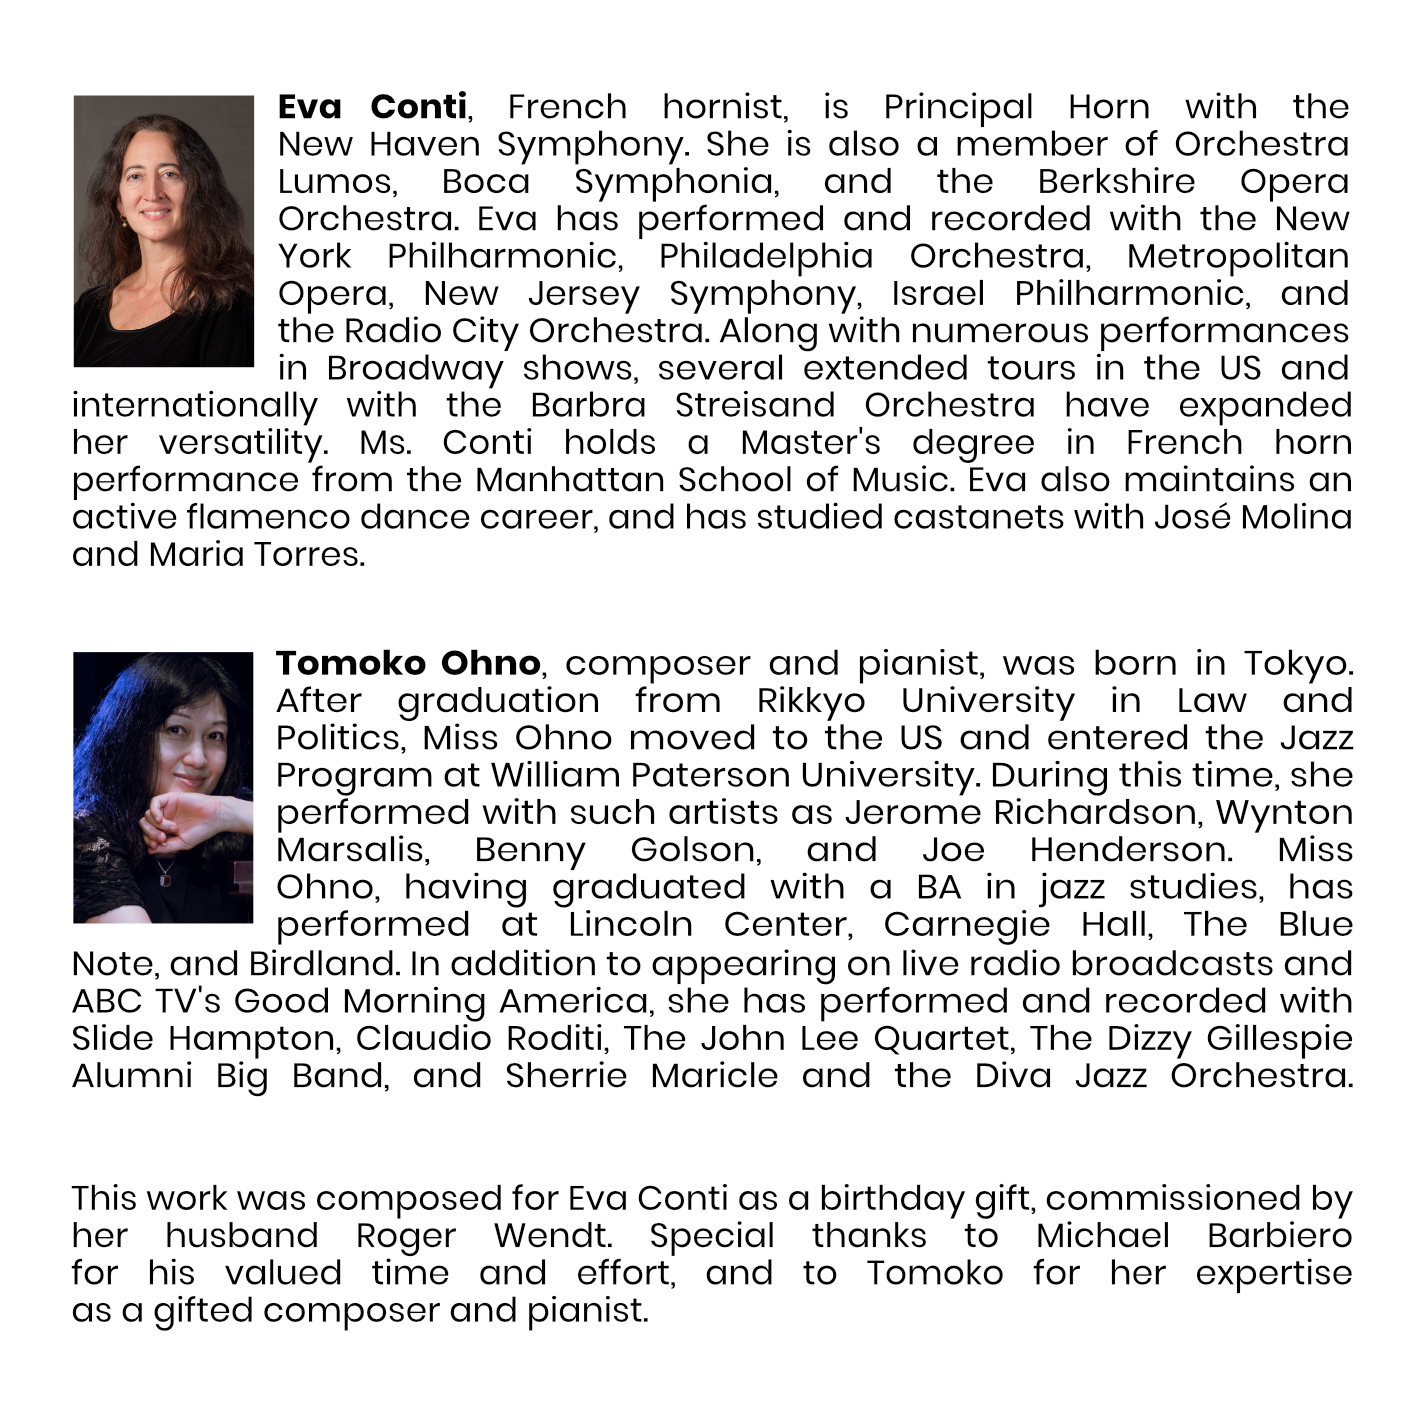 Eva Conti, French hornist, is Principal Horn with the
New Haven Symphony. She is also a member of Orchestra
Lumos, Boca Symphonia, and the Berkshire Opera
Orchestra. Eva has performed and recorded with the New
York Philharmonic, Philadelphia Orchestra, Metropolitan
Opera, New Jersey Symphony, Israel Philharmonic, and
the Radio City Orchestra. Along with numerous performances
in Broadway shows, several extended tours in the US and
internationally with the Barbra Streisand Orchestra have expanded
her versatility. Ms. Conti holds a Master's degree in French horn
performance from the Manhattan School of Music. Eva also maintains an
active flamenco dance career, and has studied castanets with José Molina
and Maria Torres.
Tomoko Ohno, composer and pianist, was born in Tokyo.
After graduation from Rikkyo University in Law and
Politics, Miss Ohno moved to the US and entered the Jazz
Program at William Paterson University. During this time, she
performed with such artists as Jerome Richardson, Wynton
Marsalis, Benny Golson, and Joe Henderson. Miss
Ohno, having graduated with a BA in jazz studies, has
performed at Lincoln Center, Carnegie Hall, The Blue
Note, and Birdland. In addition to appearing on live radio broadcasts and
ABC TV's Good Morning America, she has performed and recorded with
Slide Hampton, Claudio Roditi, The John Lee Quartet, The Dizzy Gillespie
Alumni Big Band, and Sherrie Maricle and the Diva Jazz Orchestra.
This work was composed for Eva Conti as a birthday gift, commissioned by
her husband Roger Wendt. Special thanks to Michael Barbiero
for his valued time and effort, and to Tomoko for her expertise
as a gifted composer and pianist.